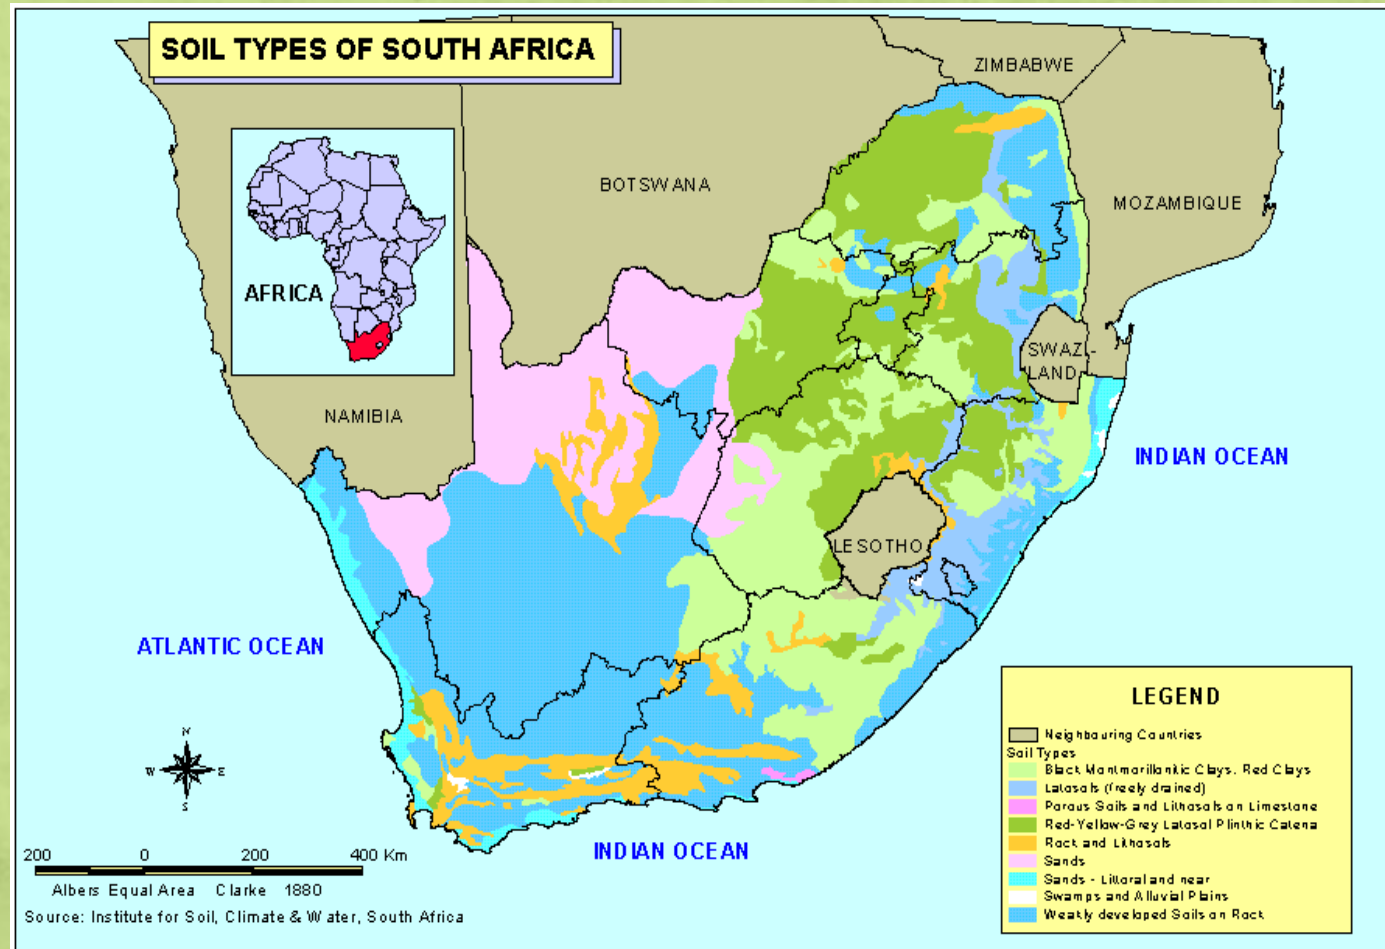 SOIL TYPES OF SOUTH AFRICA
ZIMBABWE
BOTSWANA
MOZAMBIQUE
AFRICA
SWAZI-
LAND
NAMIBIA
INDIAN OCEAN
LESOTHO
ATLANTIC OCEAN
LEGEND
Neighbouring Countries
Soil Types
Black Montmorillonitic Clays, Red Clays
Latosols (freely drained)
Porous Soils and Lithosols on Limestone
Red-Yellow-Grey Latosol Plinthic Catena
Rock and Lithosols
Sands
Sands - Littoral and near
Swamps and Alluvial Plains
Weakly developed Soils on Rock
N
W E
S
INDIAN OCEAN
200 0 200 400 Km
Albers Equal Area Clarke 1880
Source: Institute for Soil, Climate & Water, South Africa